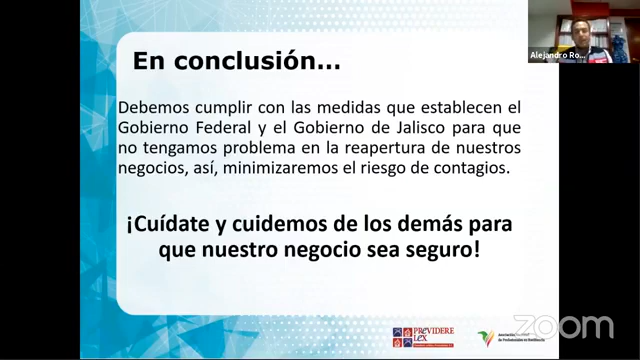 En conclusión...
Alejandro Ro...
Debemos cumplir con las medidas que establecen el
Gobierno Federal y el Gobierno de Jalisco para que
no tengamos problema en la reapertura de nuestros
negocios, así, minimizaremos el riesgo de contagios.
¡Cuídate y cuidemos de los demás para
que nuestro negocio sea seguro!
PREVIDERE
LEX
zoom